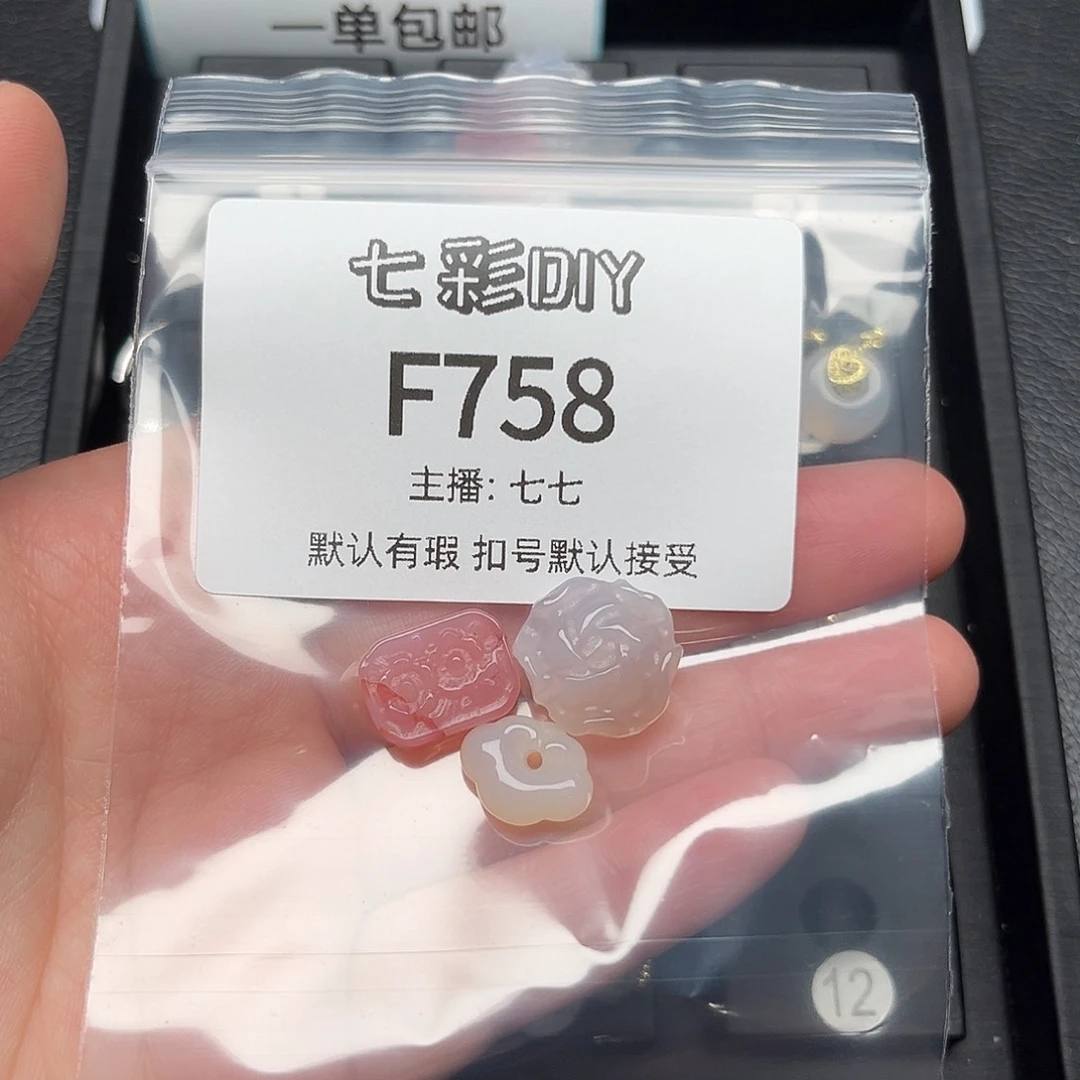 一单包邮
七彩DIY
F758
主播: 七七
默认有瑕 扣号默认接受
12